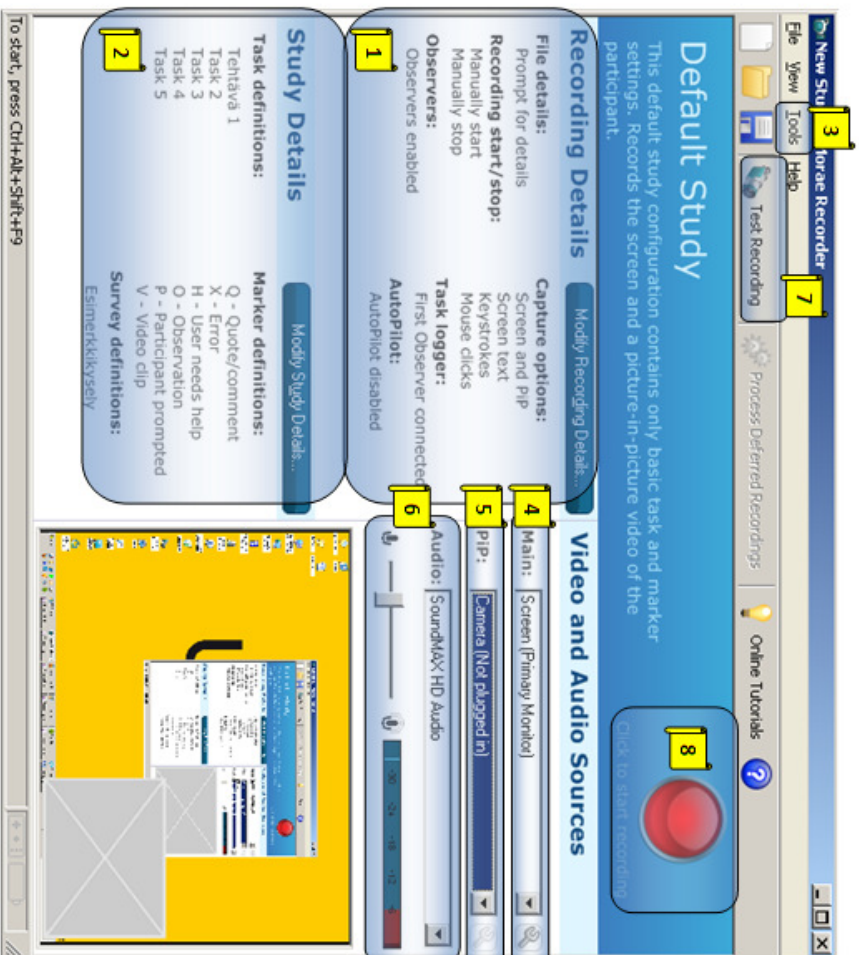 New Stu Morae Recorder
File View Tools Help
3
Test Recording
7
Process Deferred Recordings
Online Tutorials
Default Study
This default study configuration contains only basic task and marker
settings. Records the screen and a picture-in-picture video of the
participant.
8
Click to start recording
Recording Details
Modify Recording Details...
1
File details:
Prompt for details
Recording start/stop:
Manually start
Manually stop
Observers:
Observers enabled
Capture options:
Screen and PiP
Screen text
Keystrokes
Mouse clicks
Task logger:
First Observer connected
AutoPilot:
AutoPilot disabled
Study Details
Modify Study Details...
2
Task definitions:
Tehtävä 1
Task 2
Task 3
Task 4
Task 5
Marker definitions:
Q - Quote/comment
X - Error
H - User needs help
O - Observation
P - Participant prompted
V - Video clip
Survey definitions:
Esimerkkikysely
Video and Audio Sources
4
Main: Screen (Primary Monitor)
5
PiP: Camera (Not plugged in)
6
Audio: SoundMAX HD Audio
To start, press Ctrl+Alt+Shift+F9